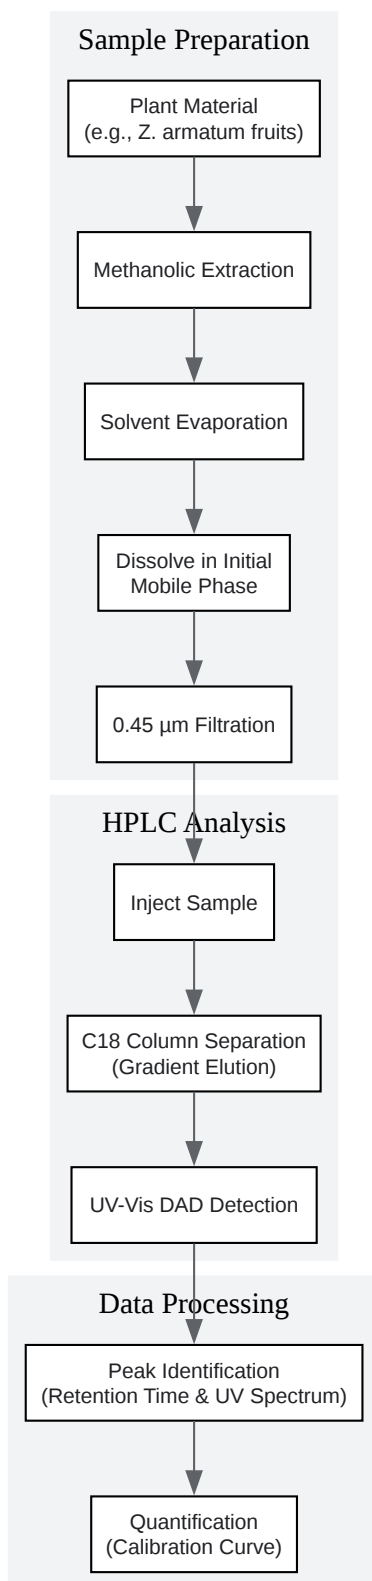 Sample Preparation
Plant Material
(e.g., Z. armatum fruits)
Methanolic Extraction
Solvent Evaporation
Dissolve in Initial
Mobile Phase
0.45 µm Filtration
HPLC Analysis
Inject Sample
C18 Column Separation
(Gradient Elution)
UV-Vis DAD Detection
Data Processing
Peak Identification
(Retention Time & UV Spectrum)
Quantification
(Calibration Curve)